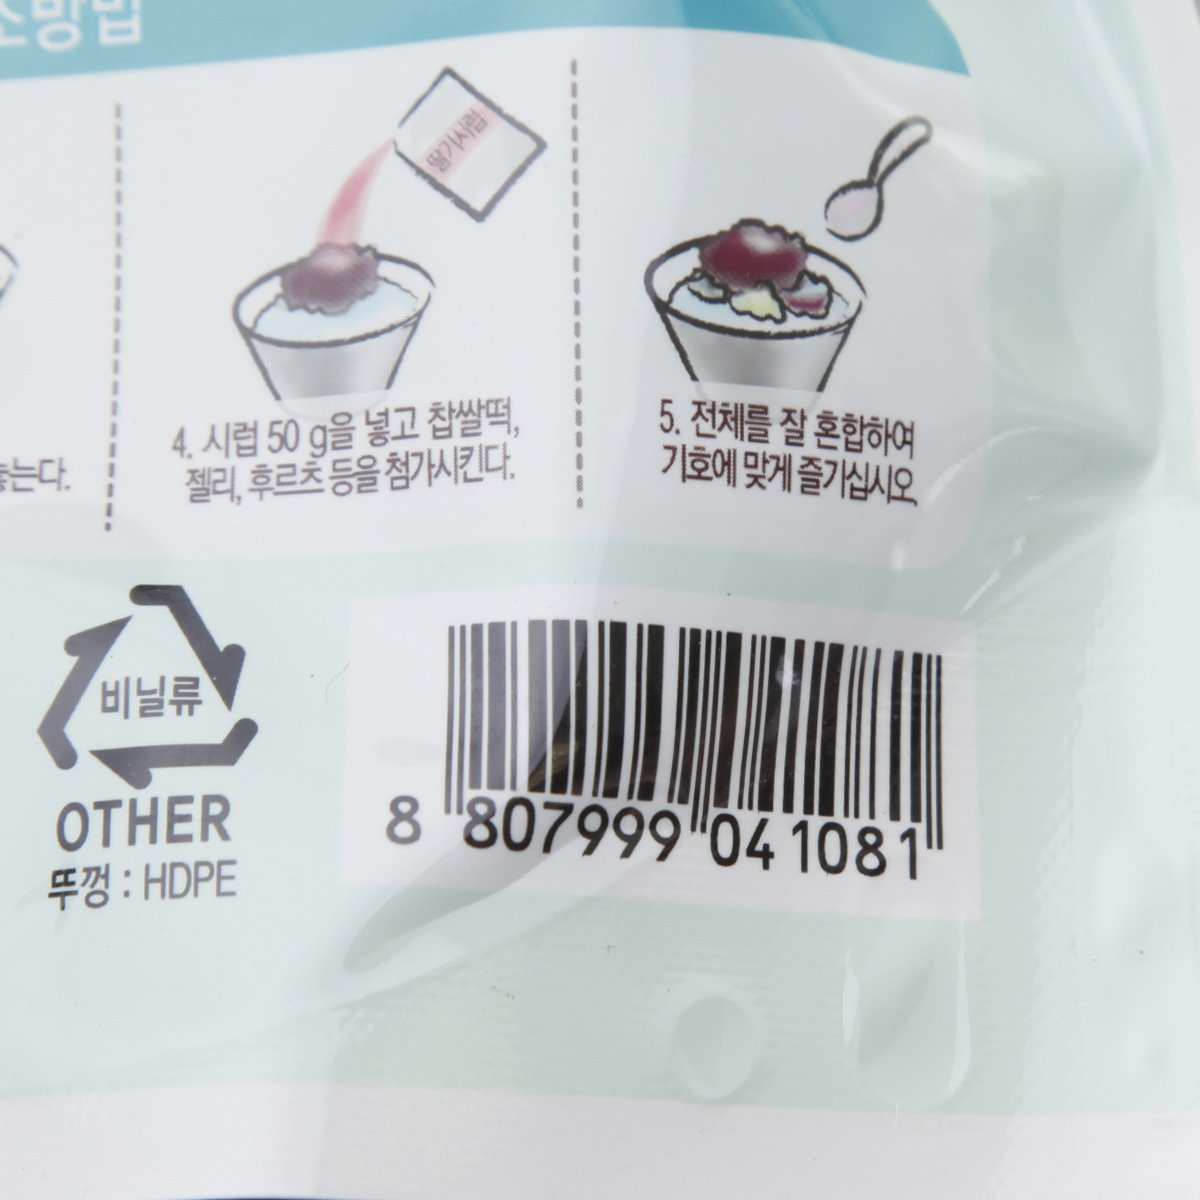 조방법
딸기시럽
4. 시럽 50 g을 넣고 찹쌀떡,
젤리, 후르츠 등을 첨가시킨다.
5. 전체를 잘 혼합하여
기호에 맞게 즐기십시오
놓는다.
비닐류
OTHER
뚜껑 : HDPE
8 807999 041081